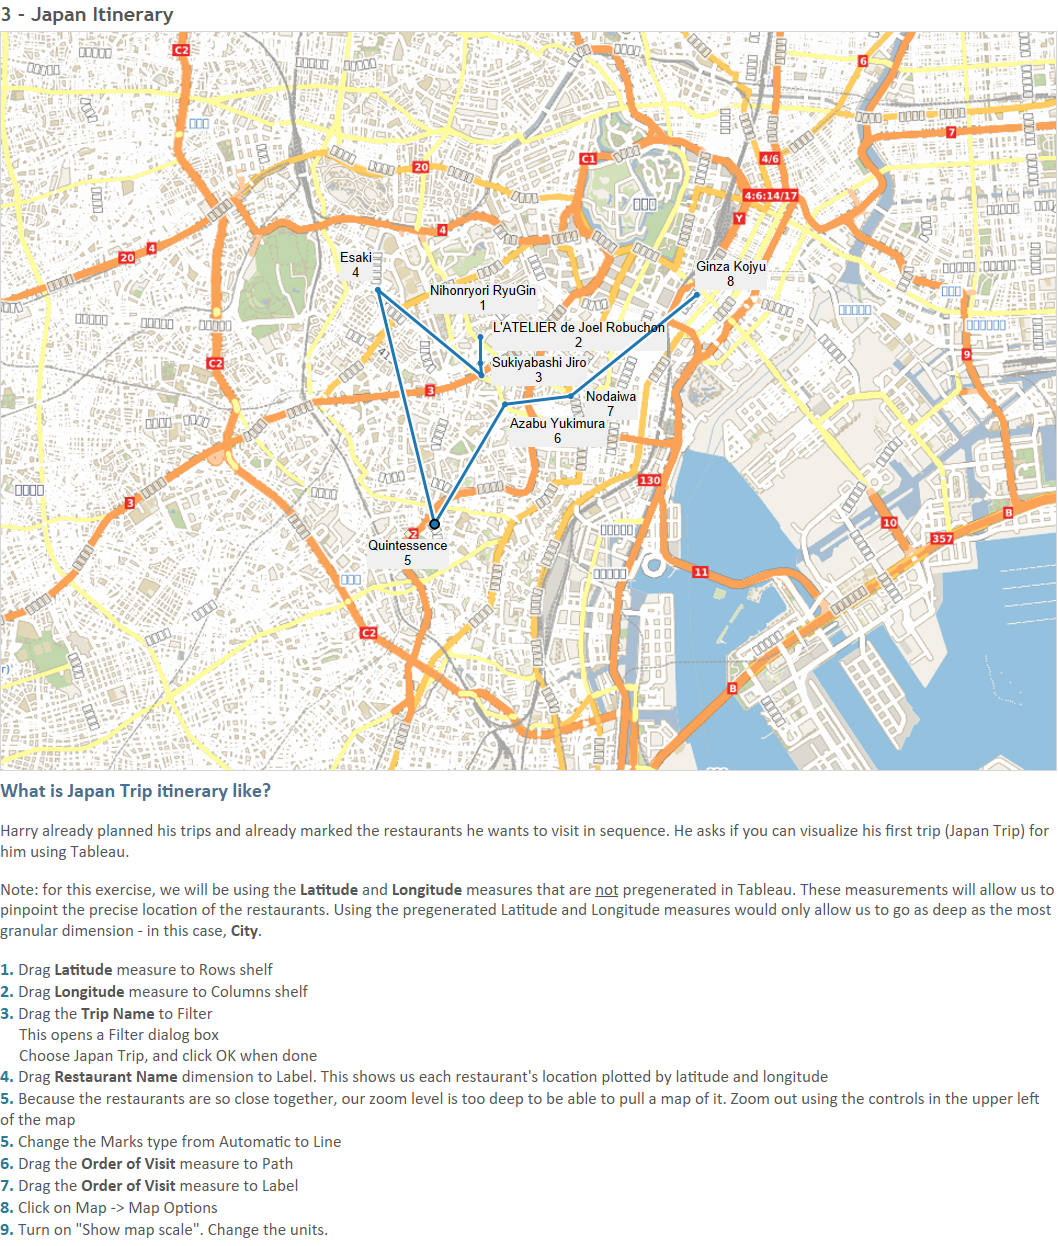 3 - Japan Itinerary
C2
6
7
C1
4/6
20
4:6:14/17
Y
4
4
20
Esaki
4
Ginza Kojyu
8
Nihonryori RyuGin
1
L'ATELIER de Joel Robuchon
2
41
9
C2
Sukiyabashi Jiro
3
3
Nodaiwa
7
Azabu Yukimura
6
130
3
B
10
2
357
Quintessence
5
11
C2
r)
B
What is Japan Trip itinerary like?
Harry already planned his trips and already marked the restaurants he wants to visit in sequence. He asks if you can visualize his first trip (Japan Trip) for
him using Tableau.
Note: for this exercise, we will be using the Latitude and Longitude measures that are not pregenerated in Tableau. These measurements will allow us to
pinpoint the precise location of the restaurants. Using the pregenerated Latitude and Longitude measures would only allow us to go as deep as the most
granular dimension - in this case, City.
1. Drag Latitude measure to Rows shelf
2. Drag Longitude measure to Columns shelf
3. Drag the Trip Name to Filter
This opens a Filter dialog box
Choose Japan Trip, and click OK when done
4. Drag Restaurant Name dimension to Label. This shows us each restaurant's location plotted by latitude and longitude
5. Because the restaurants are so close together, our zoom level is too deep to be able to pull a map of it. Zoom out using the controls in the upper left
of the map
5. Change the Marks type from Automatic to Line
6. Drag the Order of Visit measure to Path
7. Drag the Order of Visit measure to Label
8. Click on Map -> Map Options
9. Turn on "Show map scale". Change the units.